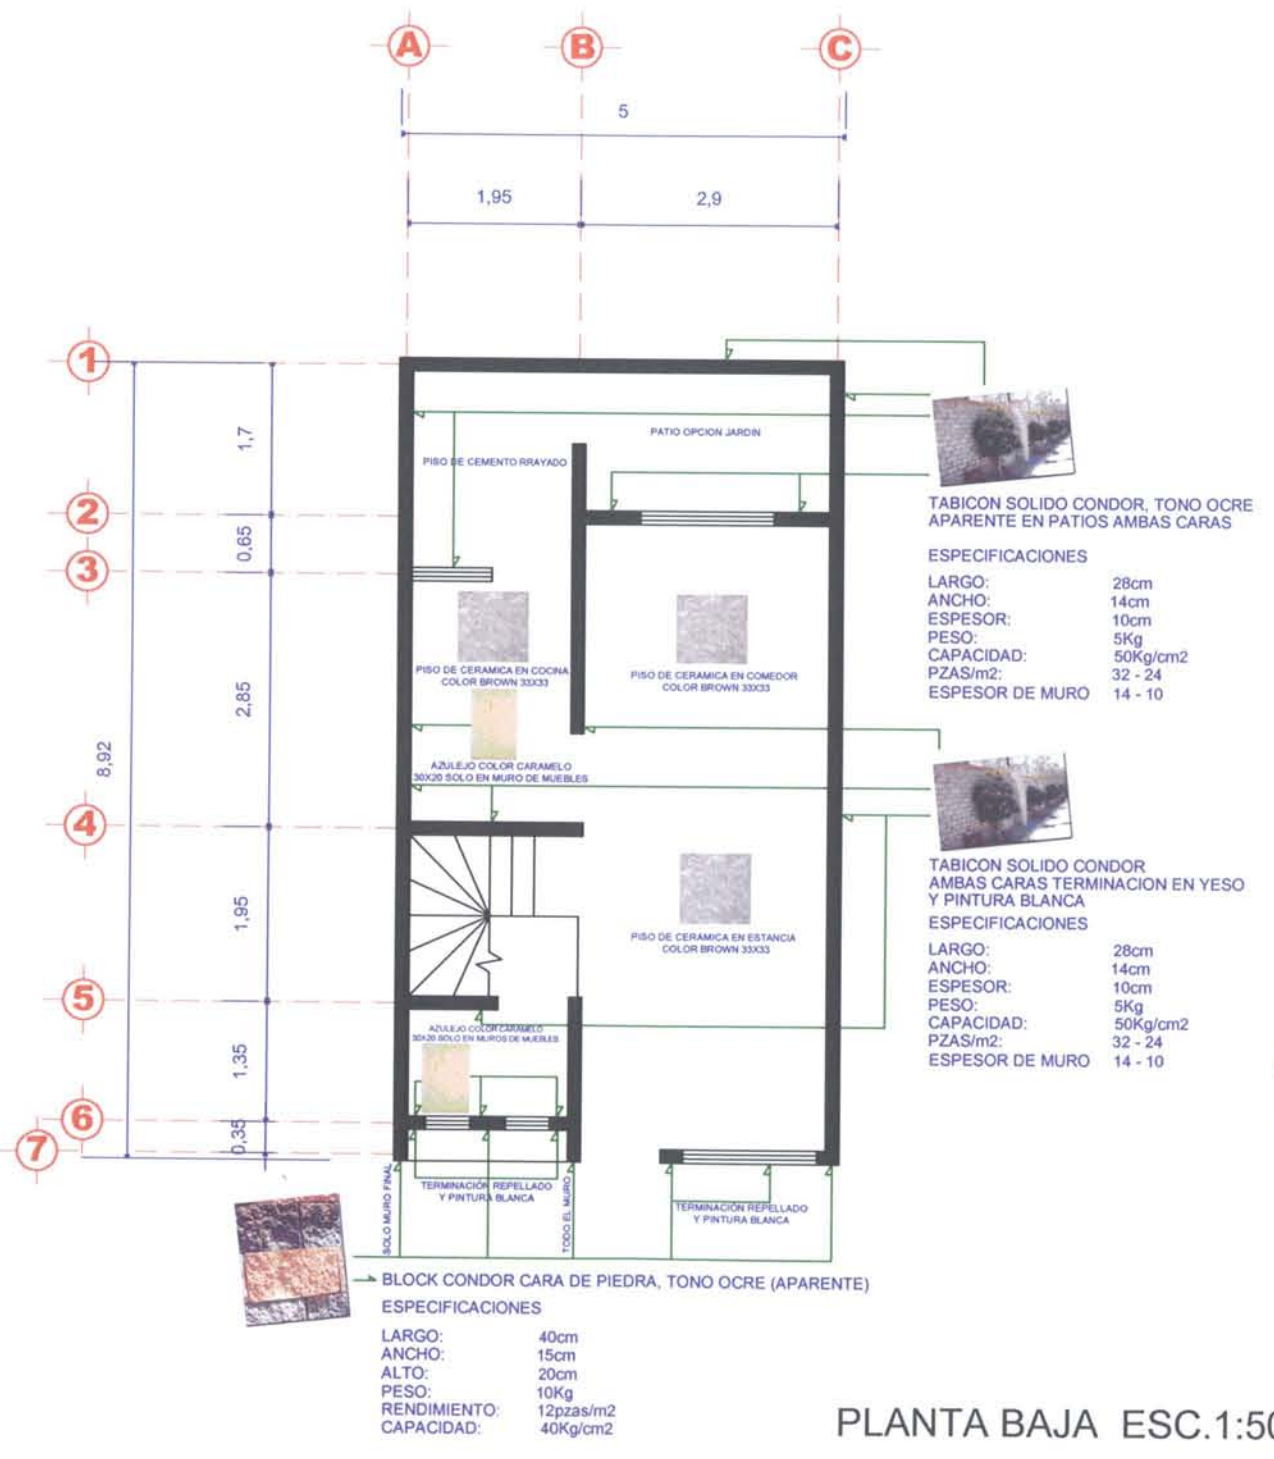 A
B
C
5
1,95
2,9
1
2
3
4
5
6
7
1,7
0,65
2,85
8,92
1,95
1,35
0,35
PATIO OPCION JARDIN
PISO DE CEMENTO RRAYADO
TABICON SOLIDO CONDOR, TONO OCRE
APARENTE EN PATIOS AMBAS CARAS
ESPECIFICACIONES
LARGO: 28cm
ANCHO: 14cm
ESPESOR: 10cm
PESO: 5Kg
CAPACIDAD: 50Kg/cm2
PZAS/m2: 32 - 24
ESPESOR DE MURO 14 - 10
PISO DE CERAMICA EN COCINA
COLOR BROWN 33X33
PISO DE CERAMICA EN COMEDOR
COLOR BROWN 33X33
AZULEJO COLOR CARAMELO
30X20 SOLO EN MURO DE MUEBLES
TABICON SOLIDO CONDOR
AMBAS CARAS TERMINACION EN YESO
Y PINTURA BLANCA
ESPECIFICACIONES
LARGO: 28cm
ANCHO: 14cm
ESPESOR: 10cm
PESO: 5Kg
CAPACIDAD: 50Kg/cm2
PZAS/m2: 32 - 24
ESPESOR DE MURO 14 - 10
PISO DE CERAMICA EN ESTANCIA
COLOR BROWN 33X33
AZULEJO COLOR CARAMELO
30X20 SOLO EN MUROS DE MUEBLES
SOLO MURO FINAL
TERMINACIÓN REPELLADO
Y PINTURA BLANCA
TODO EL MURO
TERMINACIÓN REPELLADO
Y PINTURA BLANCA
BLOCK CONDOR CARA DE PIEDRA, TONO OCRE (APARENTE)
ESPECIFICACIONES
LARGO: 40cm
ANCHO: 15cm
ALTO: 20cm
PESO: 10Kg
RENDIMIENTO: 12pzas/m2
CAPACIDAD: 40Kg/cm2
PLANTA BAJA ESC.1:50